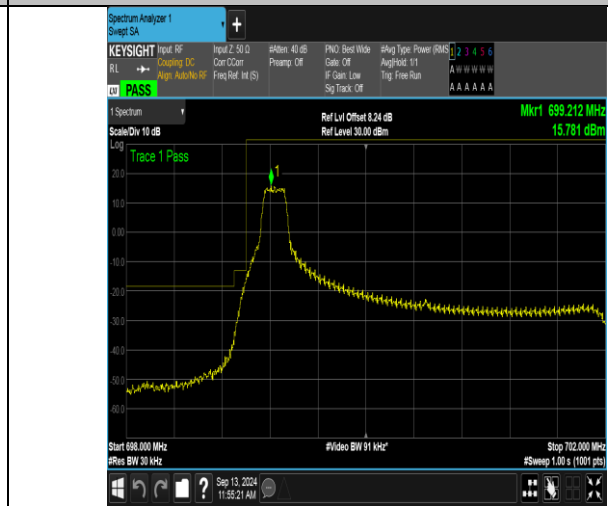 Spectrum Analyzer 1
Swept SA
+
KEYSIGHT Input: RF Input Z: 50 Ω #Atten: 40 dB PNO: Best Wide #Avg Type: Power (RMS 1 2 3 4 5 6
RL Coupling: DC Corr CCorr Preamp: Off Gate: Off Avg|Hold: 1/1 A W W W W W
Align: Auto/No RF Freq Ref: Int (S) IF Gain: Low Trig: Free Run
LXI PASS Sig Track: Off A A A A A A
1 Spectrum Ref Lvl Offset 8.24 dB Mkr1 699.212 MHz
Scale/Div 10 dB Ref Level 30.00 dBm 15.781 dBm
Log
Trace 1 Pass
1
20.0
10.0
0.00
-10.0
-20.0
-30.0
-40.0
-50.0
-60.0
Start 698.000 MHz #Video BW 91 kHz* Stop 702.000 MHz
#Res BW 30 kHz #Sweep 1.00 s (1001 pts)
? Sep 13, 2024
11:55:21 AM